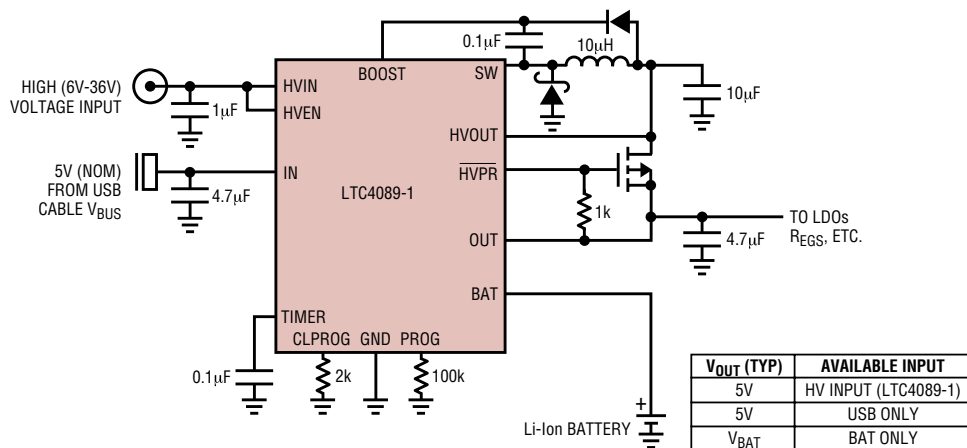 0.1µF
10µH
BOOST
SW
HIGH (6V-36V)
VOLTAGE INPUT
HVIN
1µF
HVEN
10µF
HVOUT
5V (NOM)
FROM USB
CABLE VBUS
IN
4.7µF
LTC4089-1
HVPR
1k
OUT
TO LDOs
REGS, ETC.
4.7µF
BAT
TIMER
CLPROG GND PROG
0.1µF
2k
100k
+
Li-Ion BATTERY
VOUT (TYP) AVAILABLE INPUT
5V HV INPUT (LTC4089-1)
5V USB ONLY
VBAT BAT ONLY